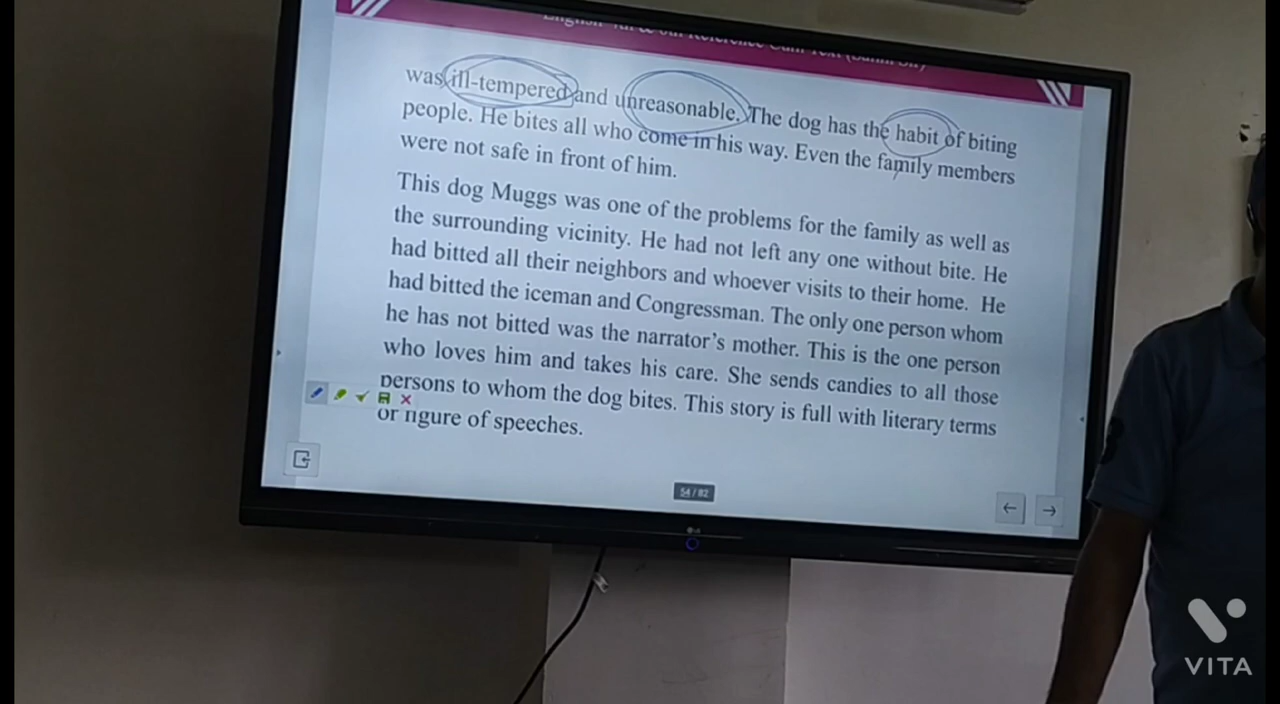 was ill-tempered and unreasonable. The dog has the habit of biting
people. He bites all who come in his way. Even the family members
were not safe in front of him.
This dog Muggs was one of the problems for the family as well as
the surrounding vicinity. He had not left any one without bite. He
had bitted all their neighbors and whoever visits to their home. He
had bitted the iceman and Congressman. The only one person whom
he has not bitted was the narrator's mother. This is the one person
who loves him and takes his care. She sends candies to all those
persons to whom the dog bites. This story is full with literary terms
or figure of speeches.
54 / 82
LG
VITA